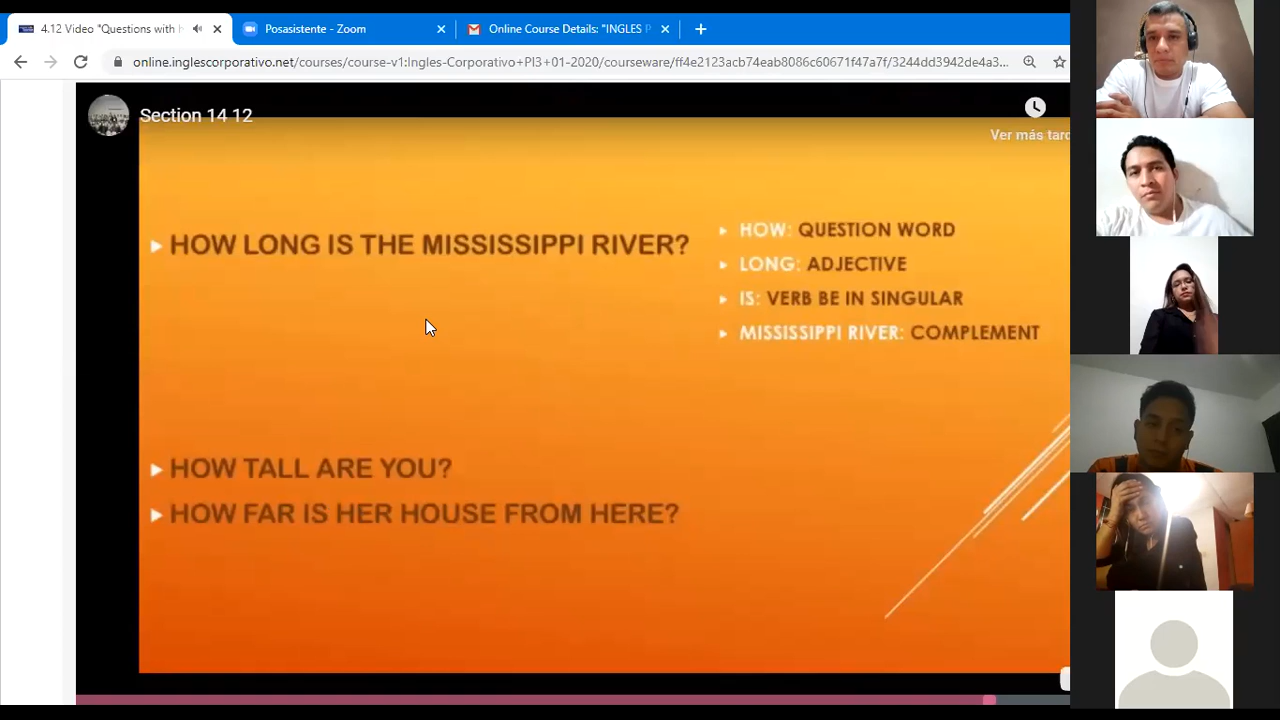 4.12 Video "Questions with h
Posasistente - Zoom
Online Course Details: "INGLES P
online.inglescorporativo.net/courses/course-v1:InglesCorporativo+PI3+01-2020/courseware/ff4e2123acb74eab8086c60671f47a7f/3244dd3942de4a3...
Section 14 12
Ver más tard
HOW LONG IS THE MISSISSIPPI RIVER?
HOW: QUESTION WORD
LONG: ADJECTIVE
IS: VERB BE IN SINGULAR
MISSISSIPPI RIVER: COMPLEMENT
HOW TALL ARE YOU?
HOW FAR IS HER HOUSE FROM HERE?